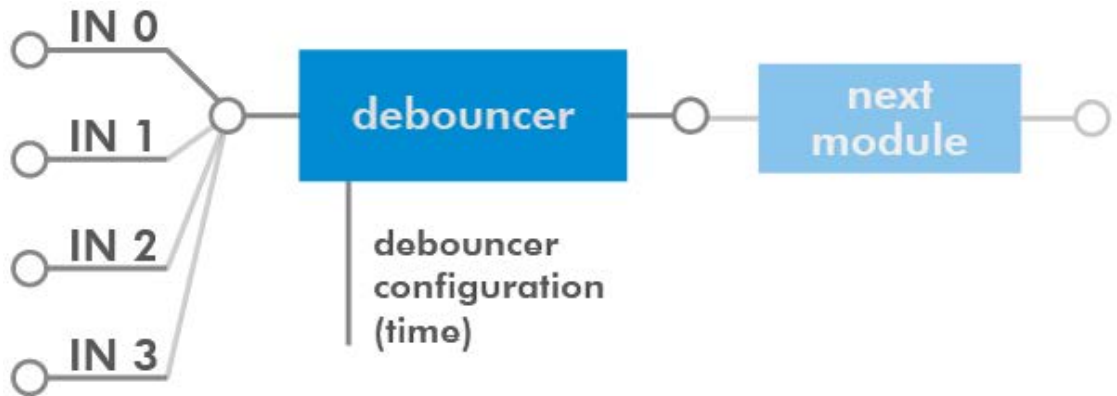 IN 0
IN 1
IN 2
IN 3
debouncer
debouncer
configuration
(time)
next
module